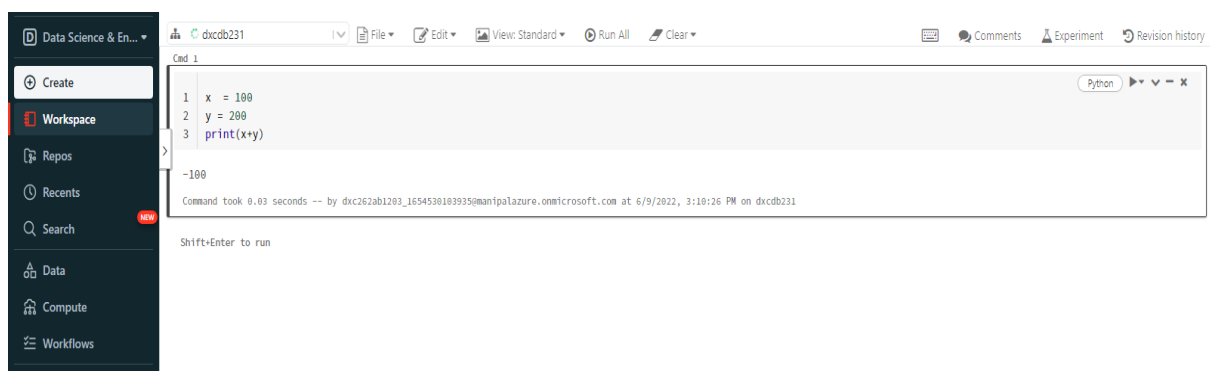 D Data Science & En...
dxcdb231 File Edit View: Standard Run All Clear Comments Experiment Revision history
Cmd 1
Create
Workspace
Repos
Recents
Search NEW
Data
Compute
Workflows
Python
1 x  = 100
2 y = 200
3 print(x+y)
-100
Command took 0.03 seconds -- by dxc262ab1203_1654530103935@manipalazure.onmicrosoft.com at 6/9/2022, 3:10:26 PM on dxcdb231
Shift+Enter to run